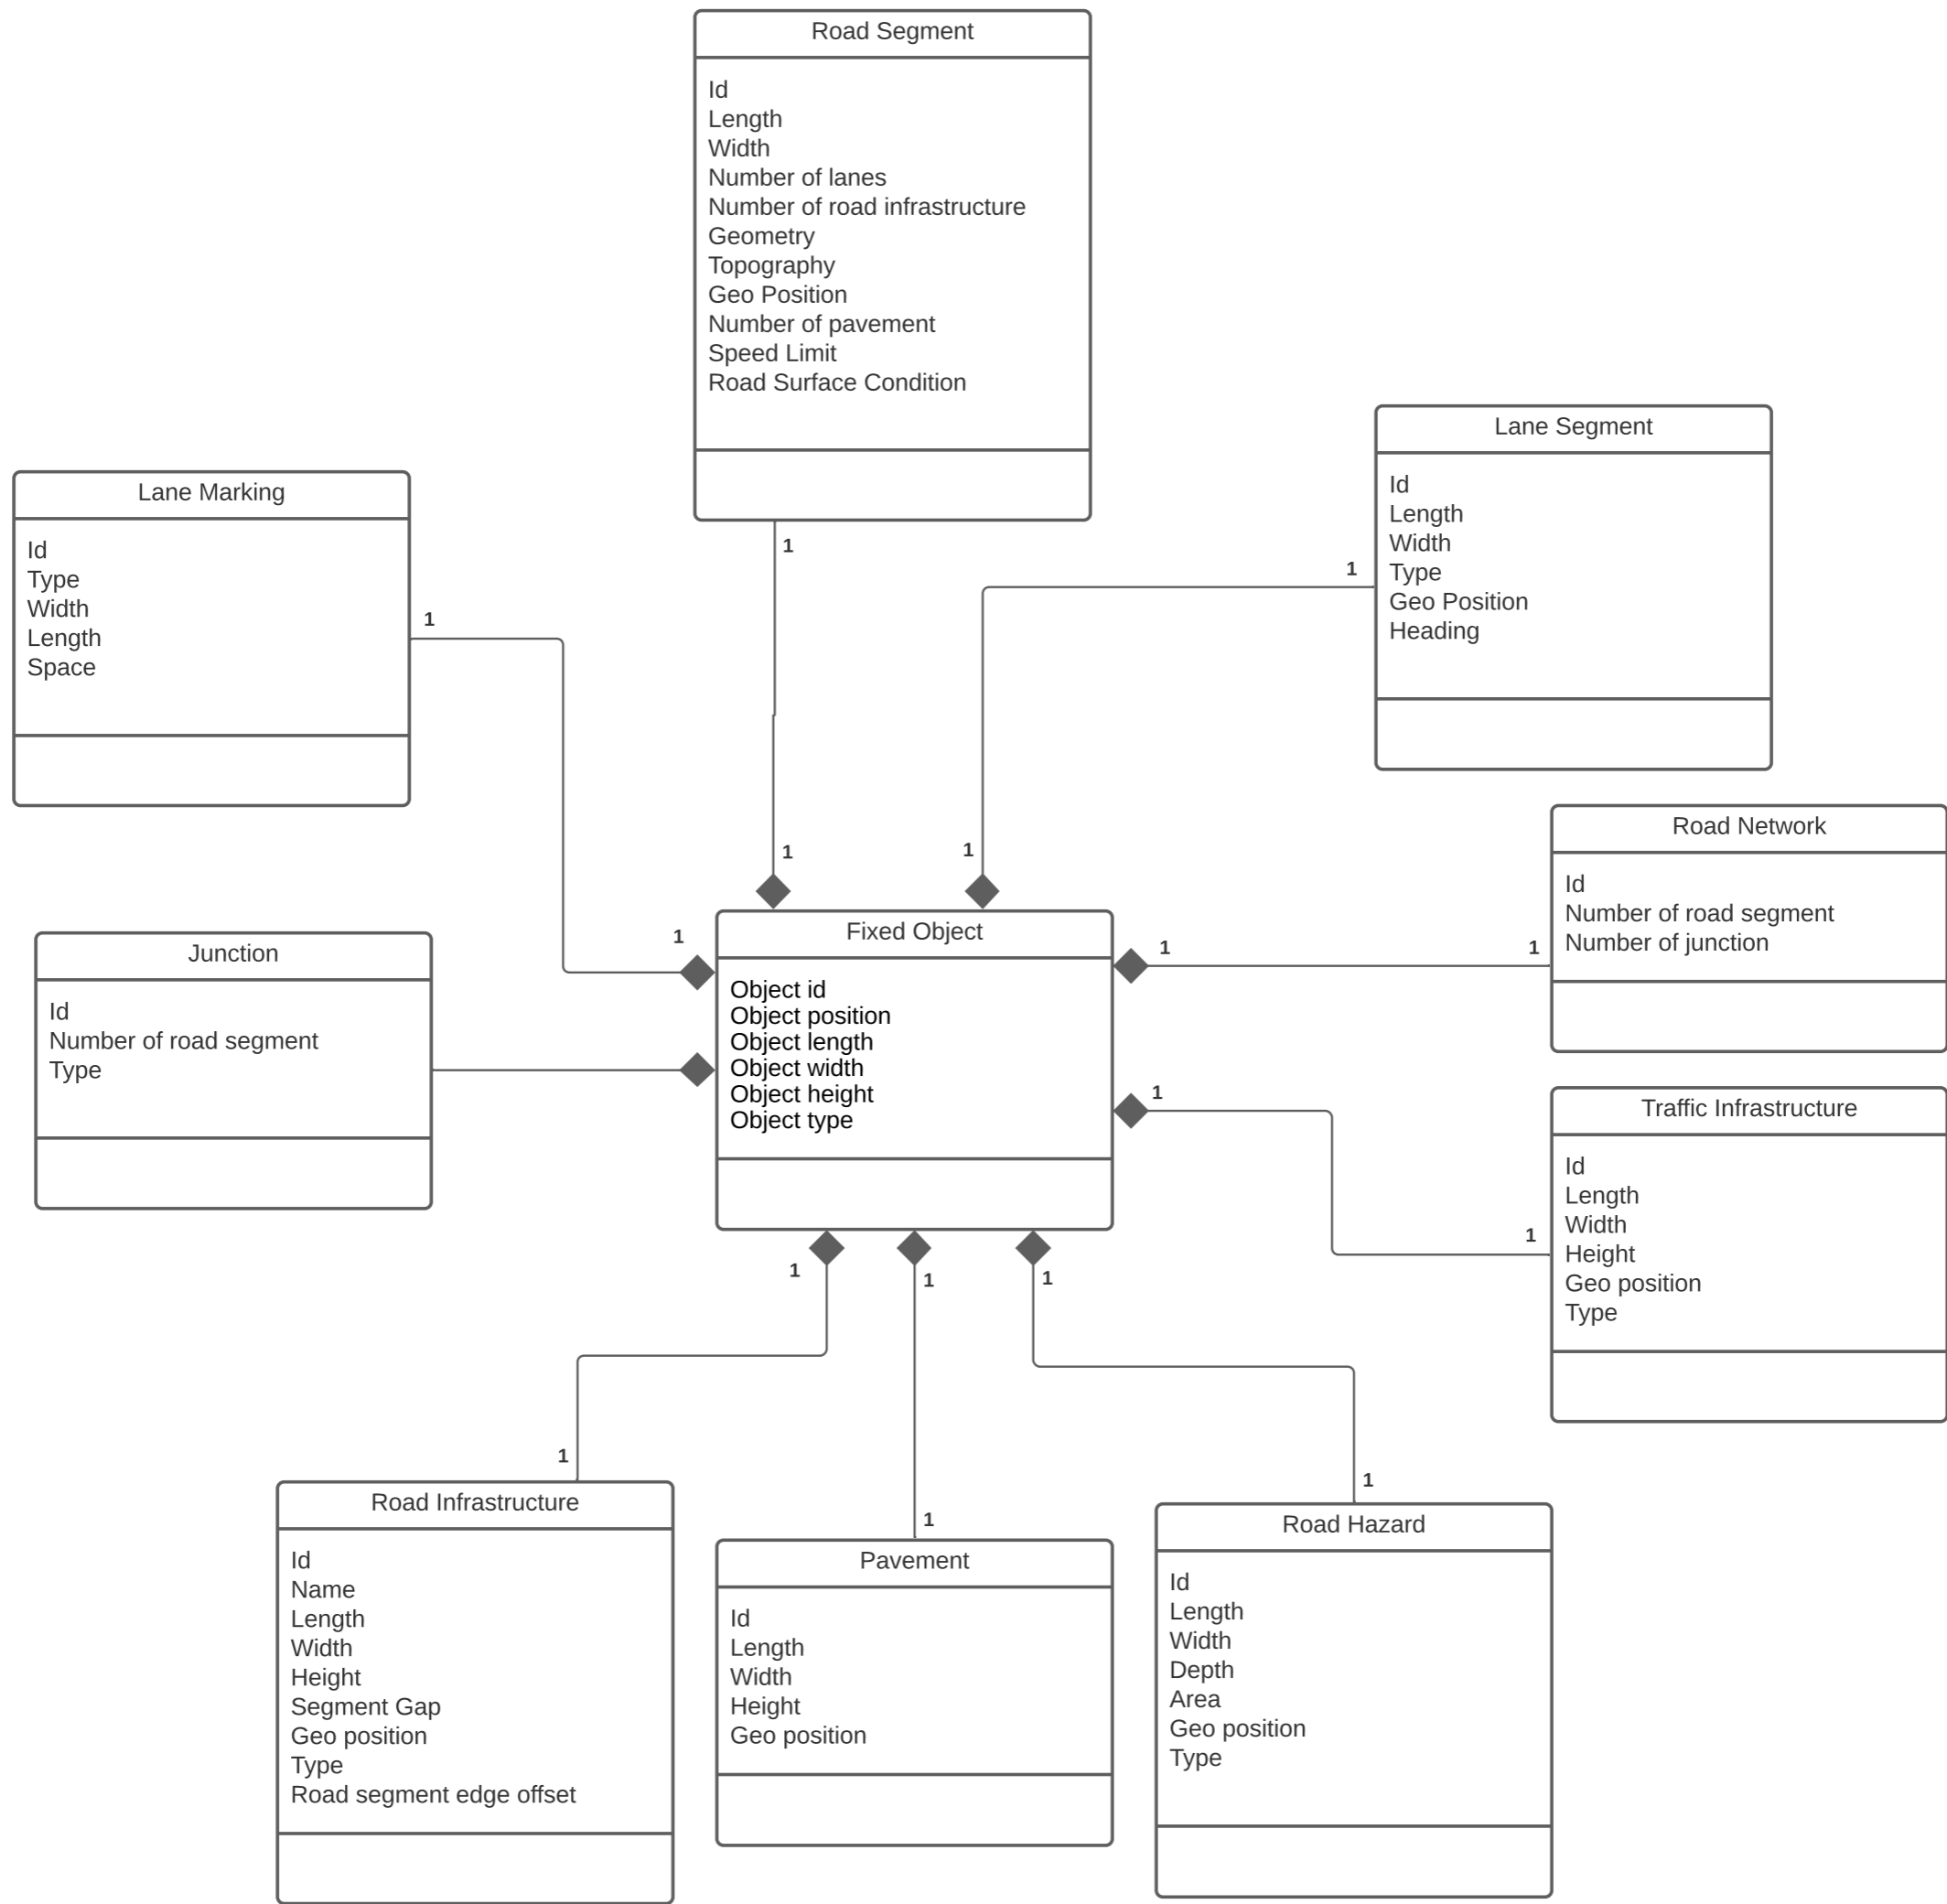 Road Segment
Id
Length
Width
Number of lanes
Number of road infrastructure
Geometry
Topography
Geo Position
Number of pavement
Speed Limit
Road Surface Condition
Lane Segment
Id
Length
Width
Type
Geo Position
Heading
Lane Marking
Id
Type
Width
Length
Space
1
1
1
1
1
1
Road Network
Id
Number of road segment
Number of junction
Junction
Id
Number of road segment
Type
Fixed Object
Object id
Object position
Object length
Object width
Object height
Object type
1
1
1
1
Traffic Infrastructure
Id
Length
Width
Height
Geo position
Type
1
1
1
1
1
1
Road Infrastructure
Id
Name
Length
Width
Height
Segment Gap
Geo position
Type
Road segment edge offset
Pavement
Id
Length
Width
Height
Geo position
Road Hazard
Id
Length
Width
Depth
Area
Geo position
Type